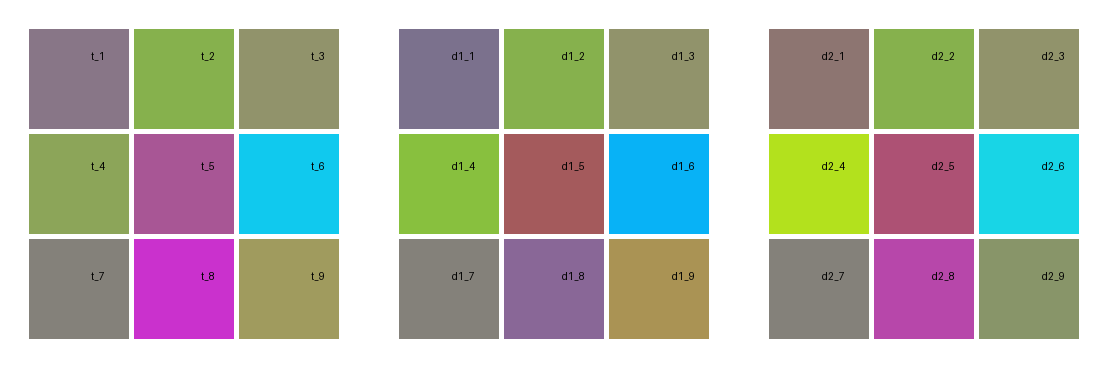 t_1 t_2 t_3 d1_1 d1_2 d1_3 d2_1 d2_2 d2_3
t_4 t_5 t_6 d1_4 d1_5 d1_6 d2_4 d2_5 d2_6
t_7 t_8 t_9 d1_7 d1_8 d1_9 d2_7 d2_8 d2_9